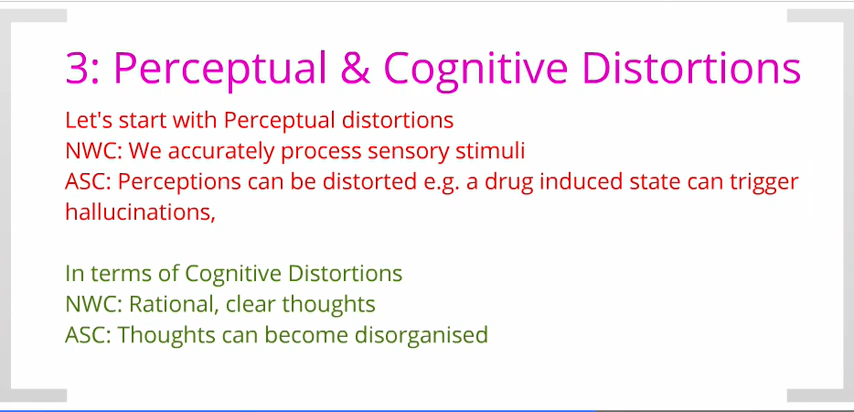 3: Perceptual & Cognitive Distortions
Let's start with Perceptual distortions
NWC: We accurately process sensory stimuli
ASC: Perceptions can be distorted e.g. a drug induced state can trigger
hallucinations,
In terms of Cognitive Distortions
NWC: Rational, clear thoughts
ASC: Thoughts can become disorganised